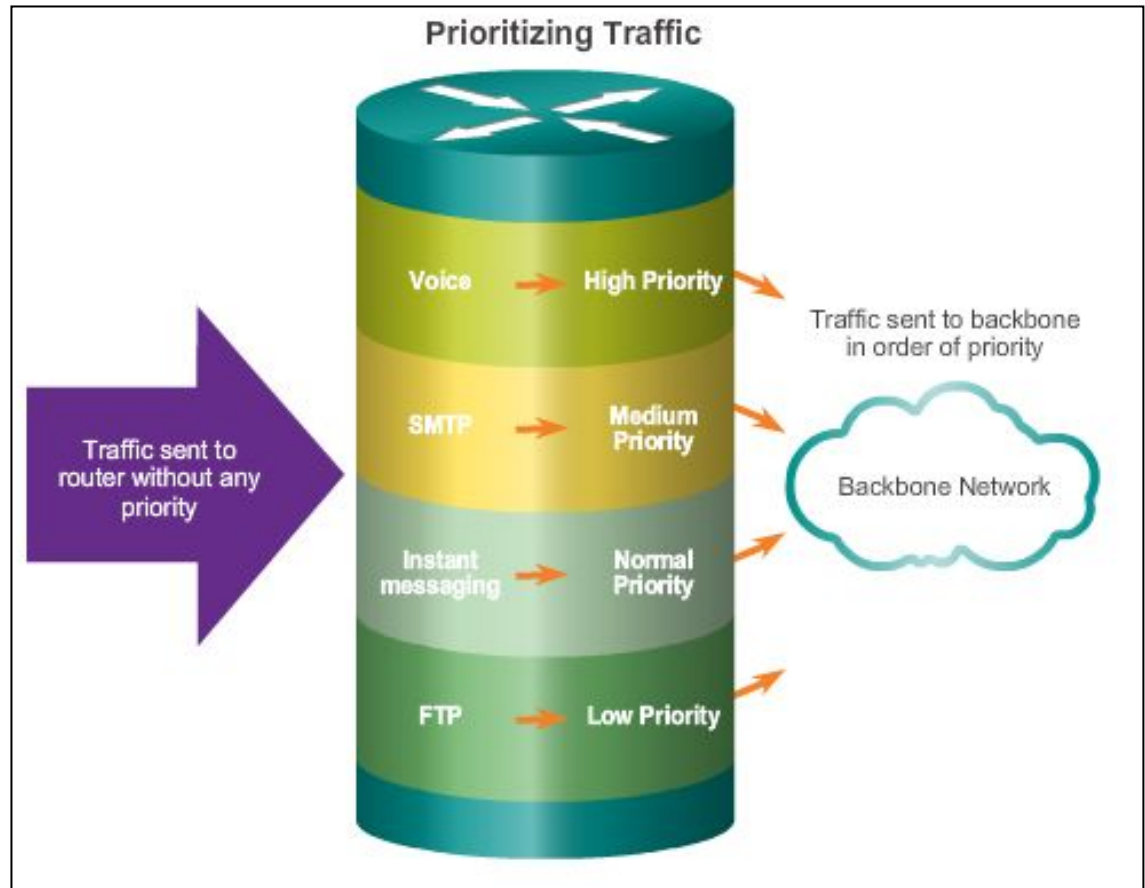 Prioritizing Traffic
Traffic sent to
router without any
priority
Voice
High Priority
SMTP
Medium
Priority
Instant
messaging
Normal
Priority
FTP
Low Priority
Traffic sent to backbone
in order of priority
Backbone Network